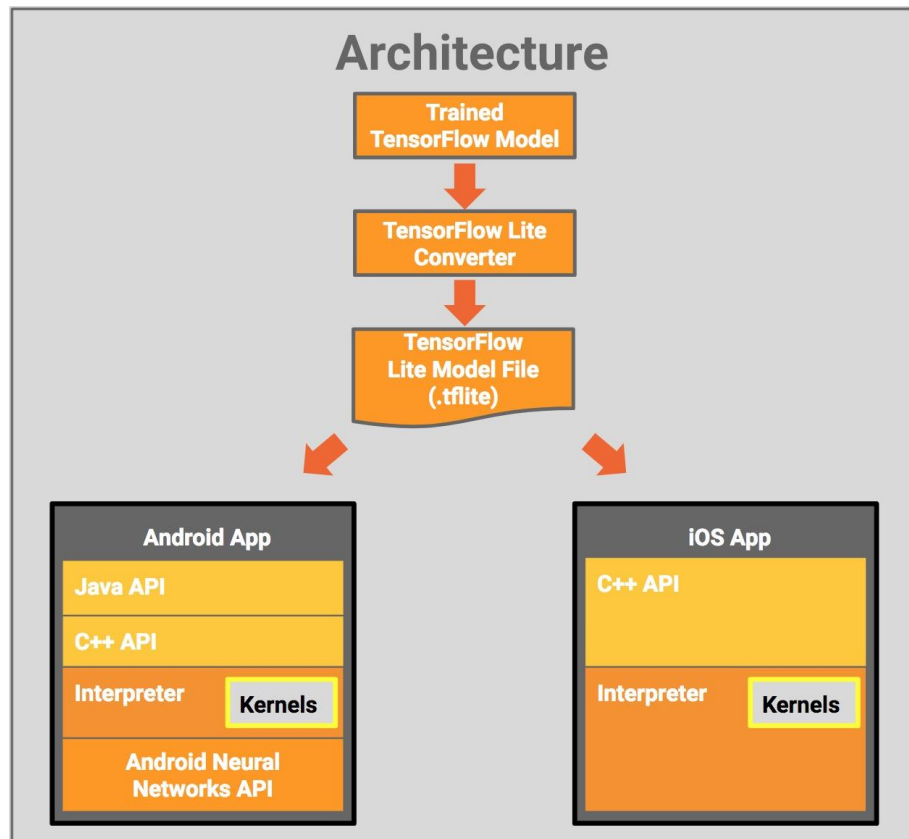 Architecture
Trained
TensorFlow Model
TensorFlow Lite
Converter
TensorFlow
Lite Model File
(.tflite)
Android App
Java API
C++ API
Interpreter
Kernels
Android Neural
Networks API
iOS App
C++ API
Interpreter
Kernels